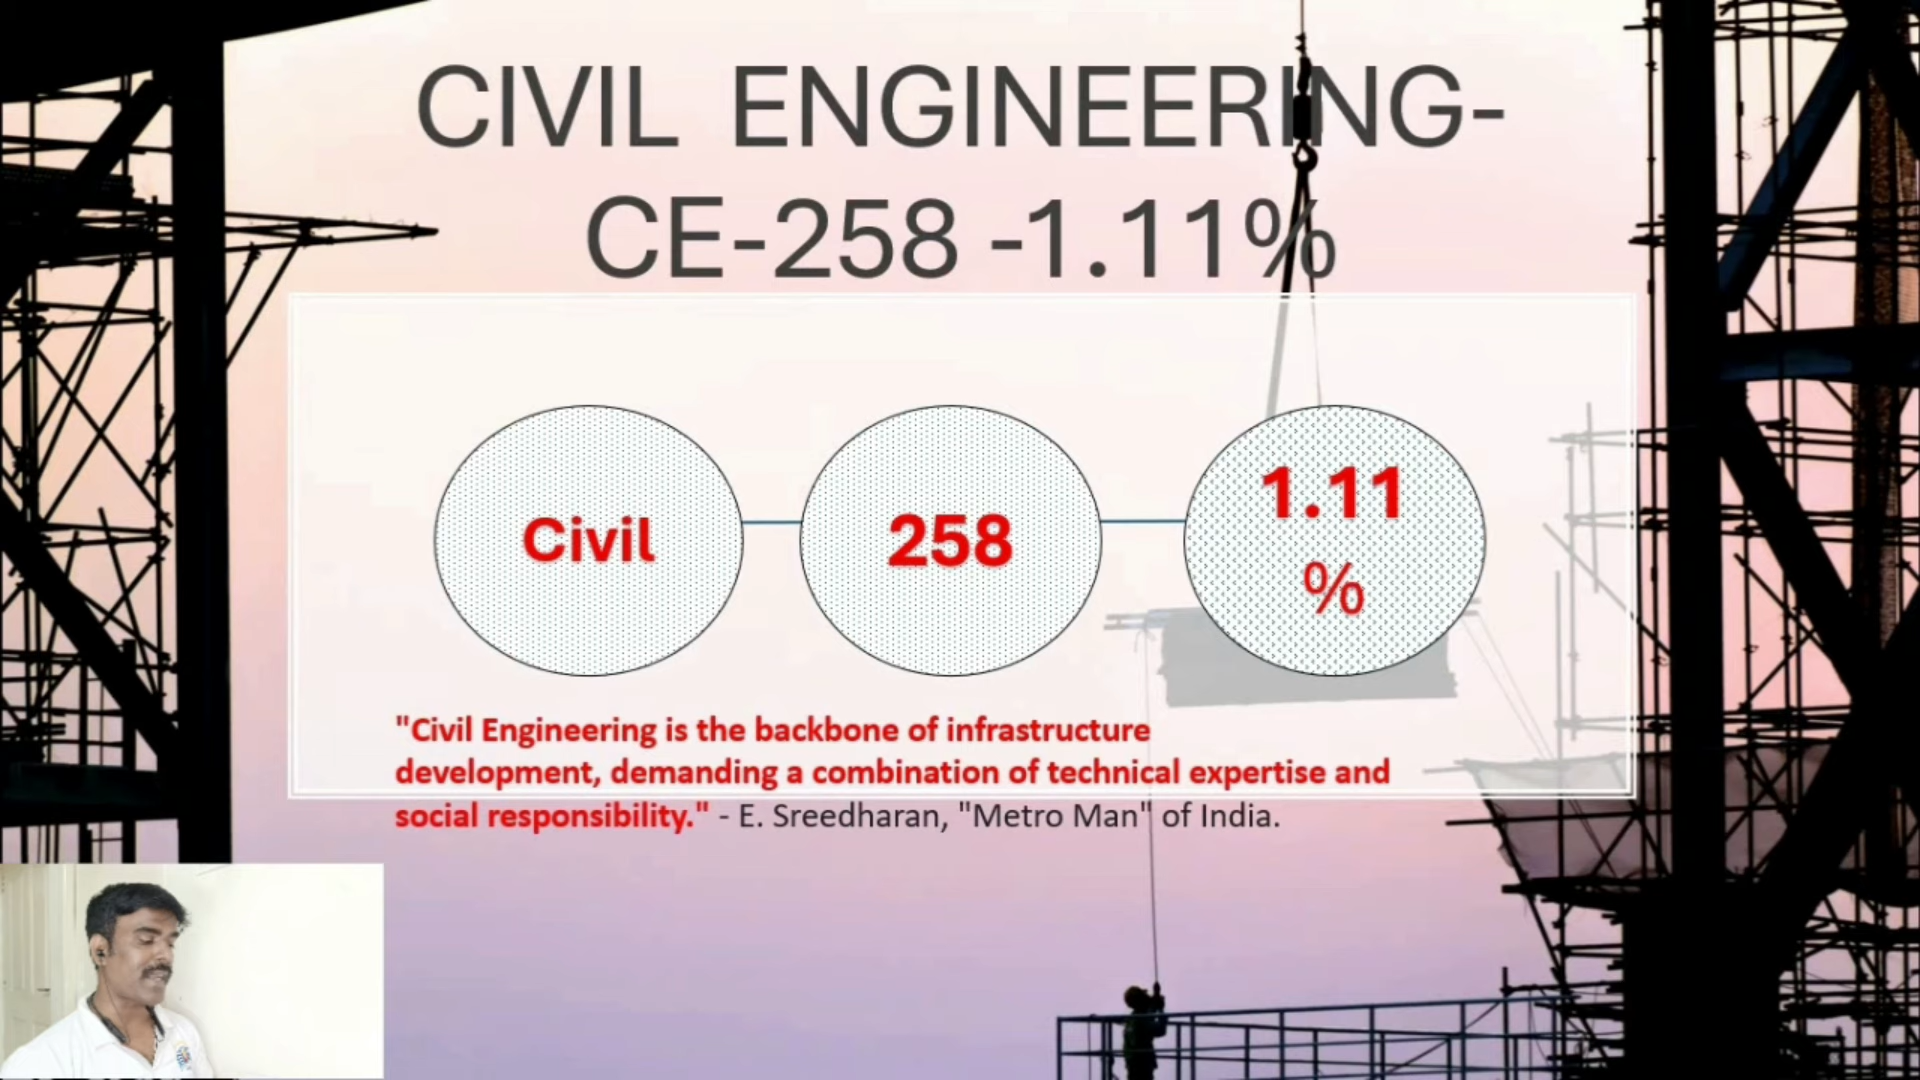 CIVIL ENGINEERING-
CE-258 -1.11%
Civil
258
1.11
%
"Civil Engineering is the backbone of infrastructure
development, demanding a combination of technical expertise and
social responsibility." - E. Sreedharan, "Metro Man" of India.